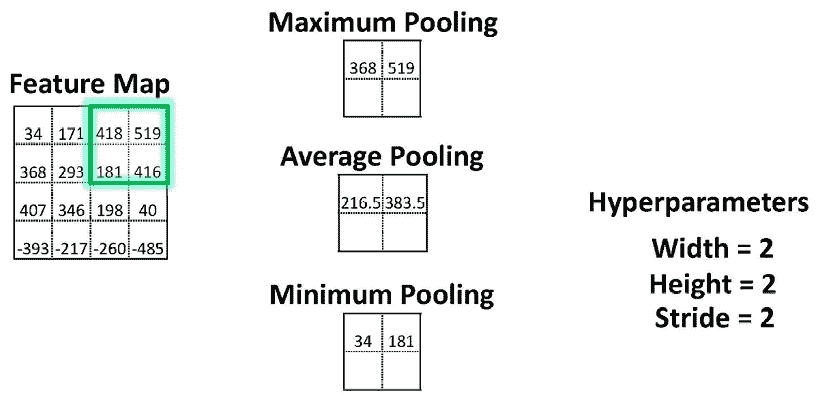 Maximum Pooling
368 519
Feature Map
34 171 418 519
368 293 181 416
407 346 198 40
-393 -217 -260 -485
Average Pooling
216.5 383.5
Minimum Pooling
34 181
Hyperparameters
Width = 2
Height = 2
Stride = 2